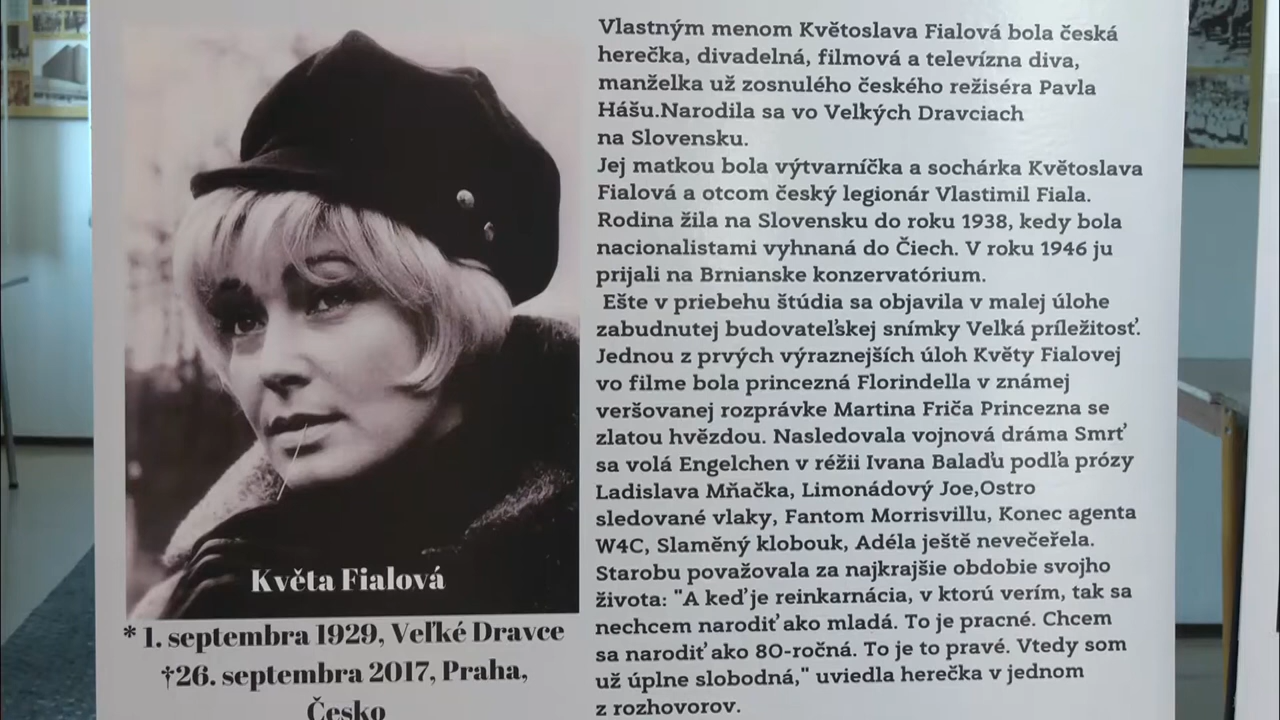 Vlastným menom Květoslava Fialová bola česká
herečka, divadelná, filmová a televízna diva,
manželka už zosnulého českého režiséra Pavla
Hášu.Narodila sa vo Veľkých Dravciach
na Slovensku.
Jej matkou bola výtvarníčka a sochárka Květoslava
Fialová a otcom český legionár Vlastimil Fiala.
Rodina žila na Slovensku do roku 1938, kedy bola
nacionalistami vyhnaná do Čiech. V roku 1946 ju
prijali na Brnianske konzervatórium.
Ešte v priebehu štúdia sa objavila v malej úlohe
zabudnutej budovateľskej snímky Velká príležitosť.
Jednou z prvých výraznejších úloh Květy Fialovej
vo filme bola princezná Florindella v známej
veršovanej rozprávke Martina Friča Princezna se
zlatou hvězdou. Nasledovala vojnová dráma Smrť
sa volá Engelchen v réžii Ivana Balaďu podľa prózy
Ladislava Mňačka, Limonádový Joe,Ostro
sledované vlaky, Fantom Morrisvillu, Konec agenta
W4C, Slaměný klobouk, Adéla ještě nevečeřela.
Starobu považovala za najkrajšie obdobie svojho
života: "A keď je reinkarnácia, v ktorú verím, tak sa
nechcem narodiť ako mladá. To je pracné. Chcem
sa narodiť ako 80-ročná. To je to pravé. Vtedy som
už úplne slobodná," uviedla herečka v jednom
z rozhovorov.
Květa Fialová
* 1. septembra 1929, Veľké Dravce
†26. septembra 2017, Praha,
Česko